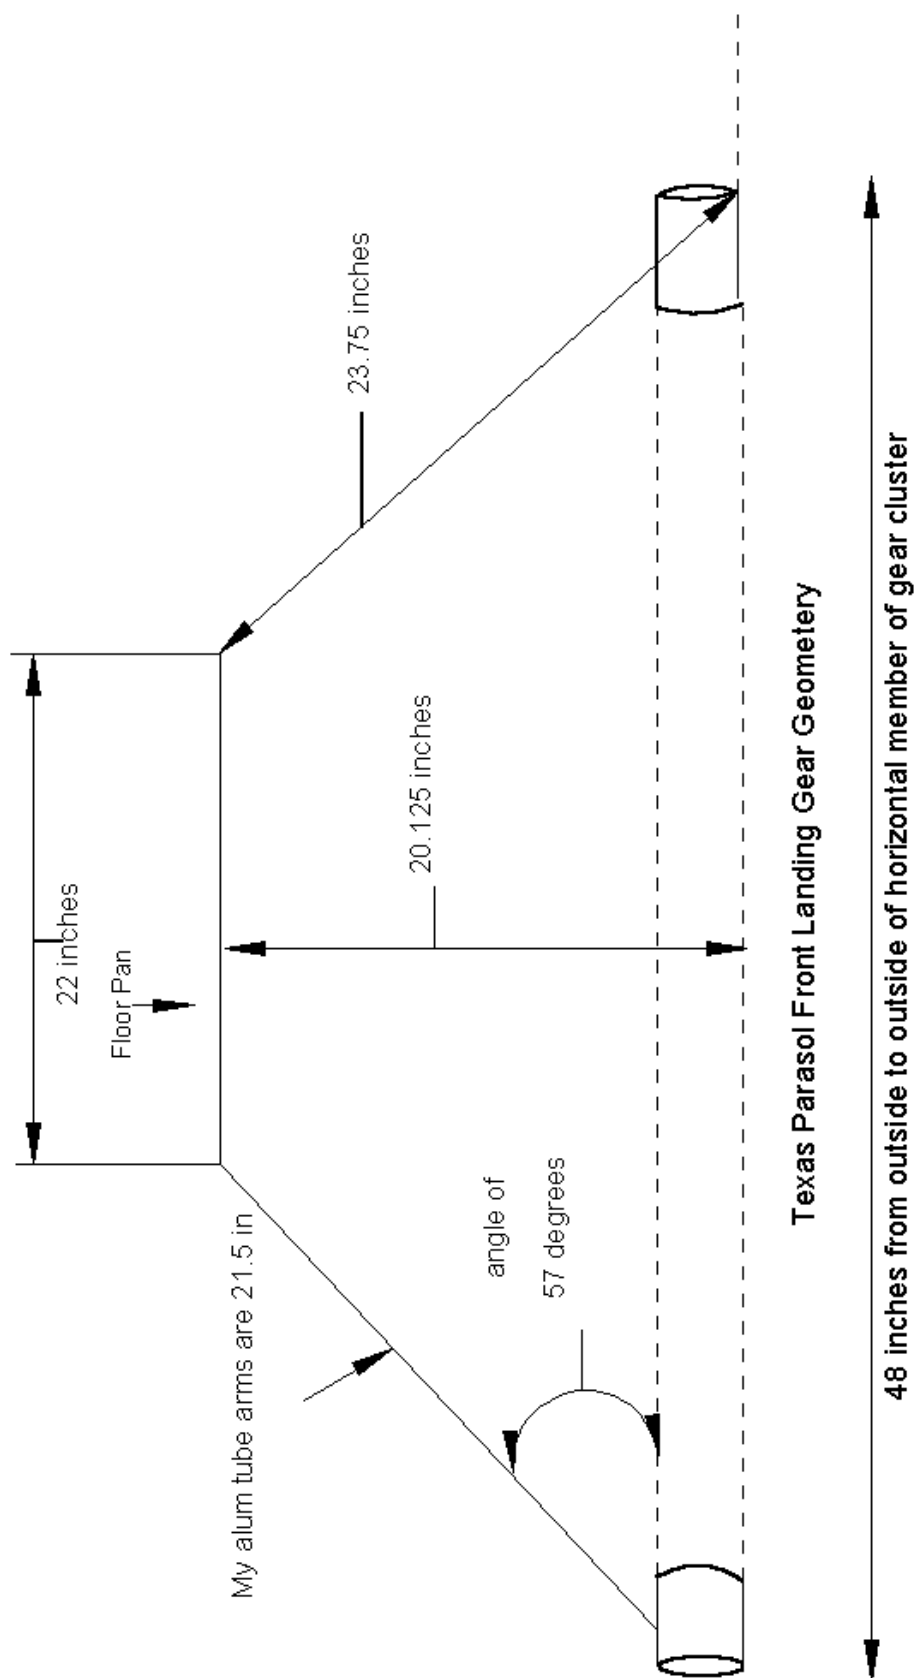 22 inches
Floor Pan
23.75 inches
My alum tube arms are 21.5 in
20.125 inches
angle of
57 degrees
Texas Parasol Front Landing Gear Geometery
48 inches from outside to outside of horizontal member of gear cluster